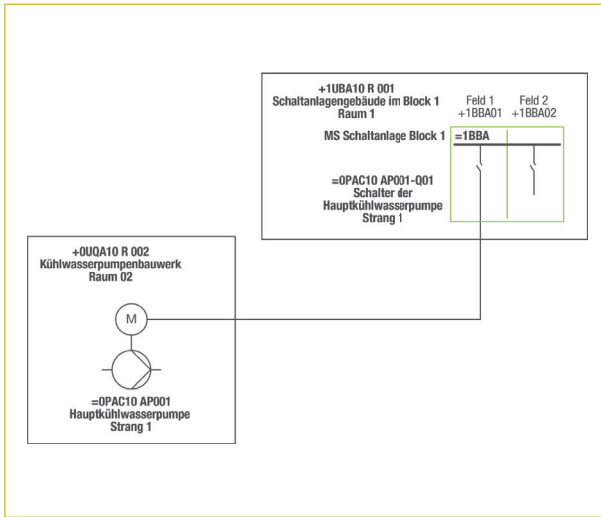 +1UBA10 R 001
Schaltanlagengebäude im Block 1
Raum 1
Feld 1
+1BBA01
Feld 2
+1BBA02
MS Schaltanlage Block 1
=1BBA
=0PAC10 AP001-Q01
Schalter der
Hauptkühlwasserpumpe
Strang 1
+0UQA10 R 002
Kühlwasserpumpenbauwerk
Raum 02
M
=0PAC10 AP001
Hauptkühlwasserpumpe
Strang 1